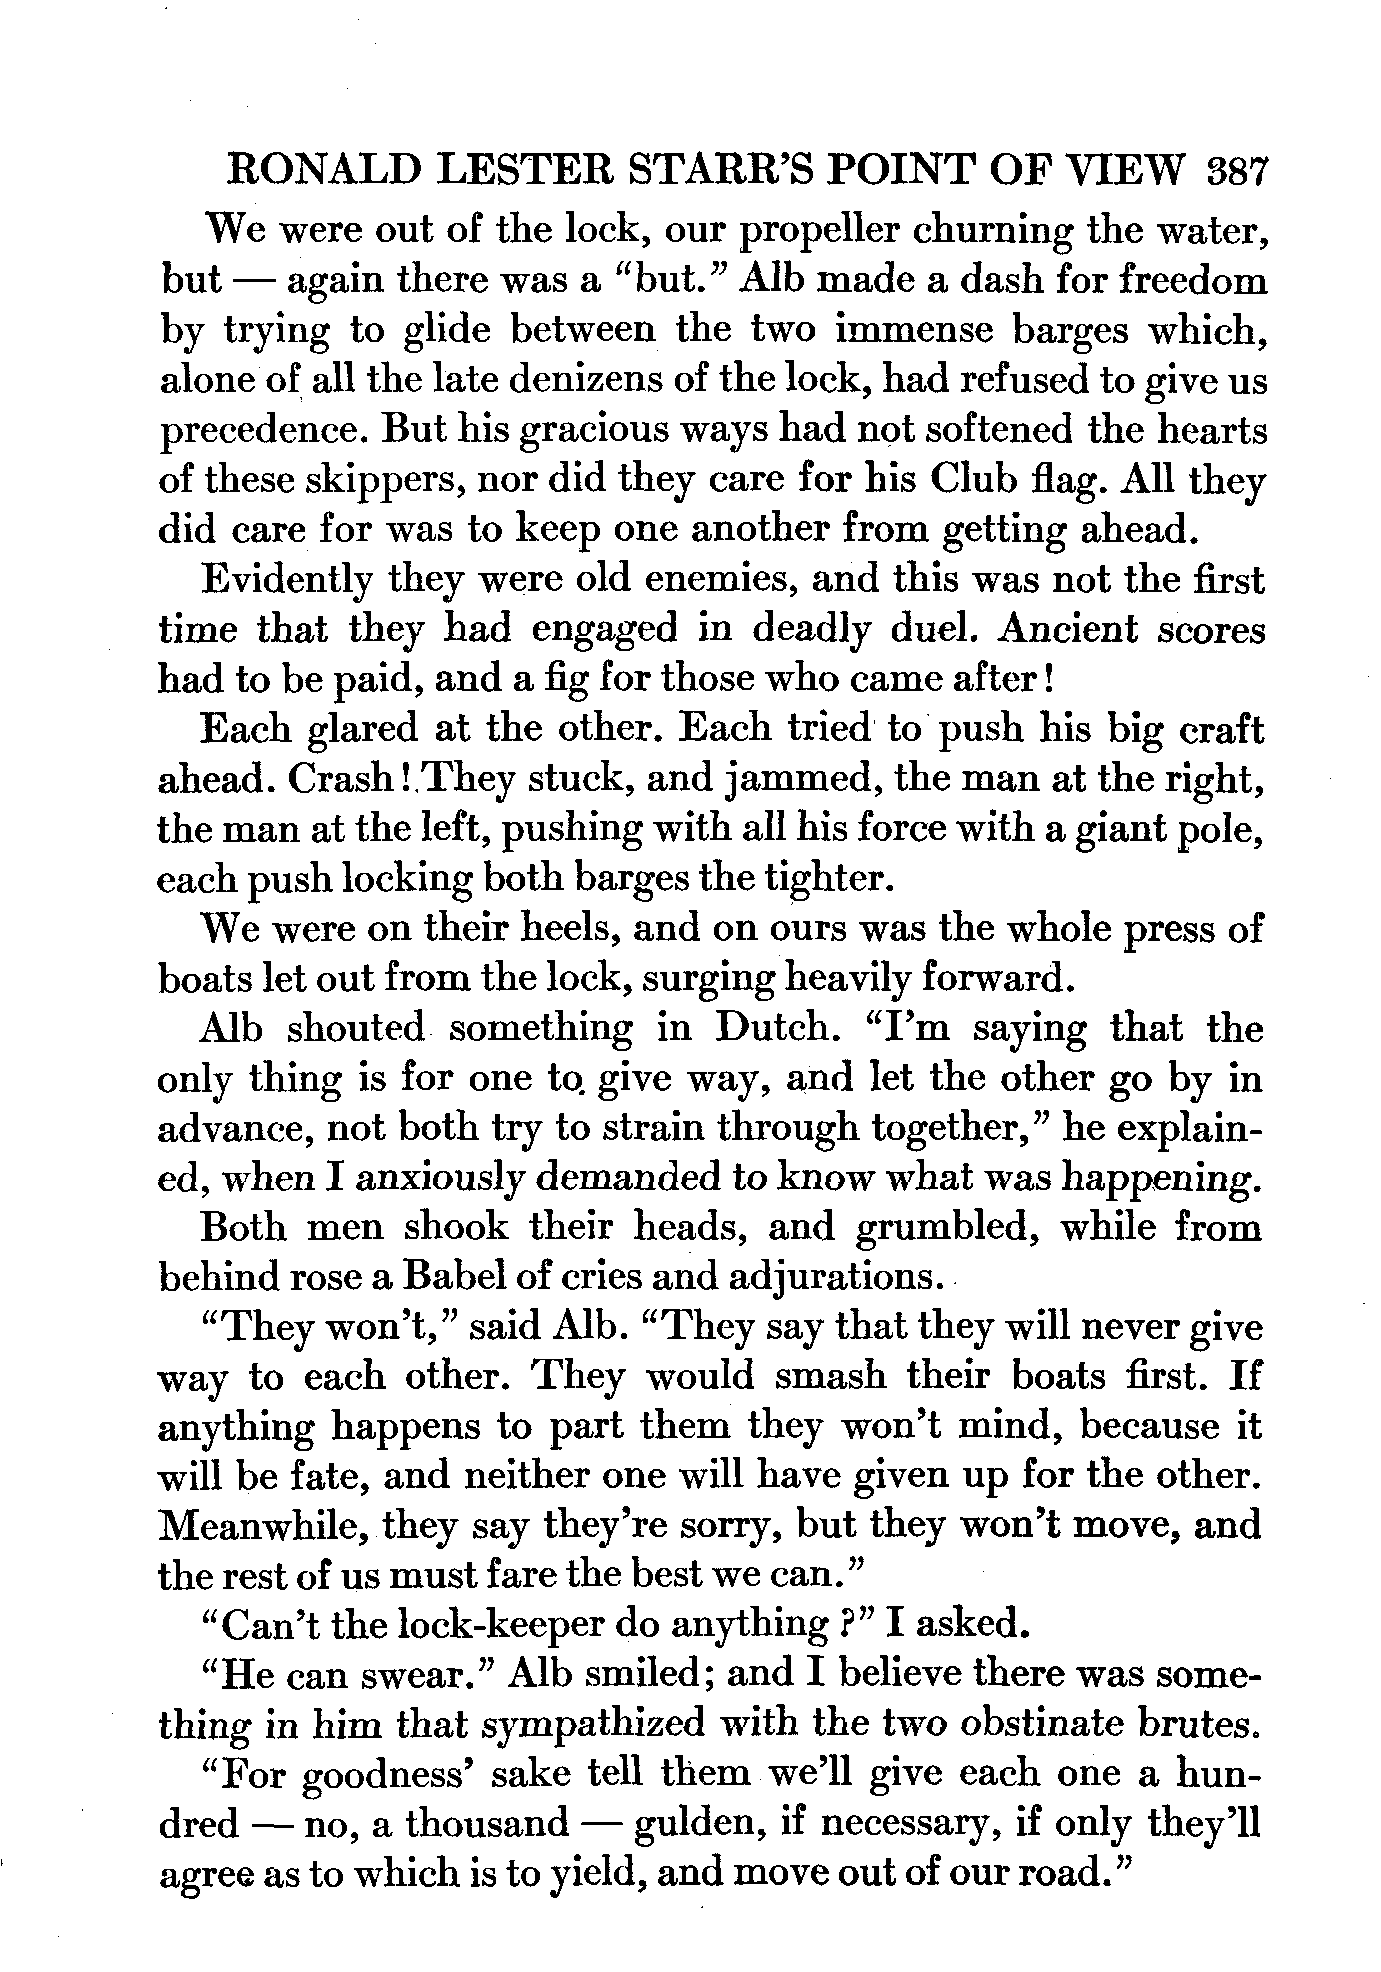 RONALD LESTER STARR'S POINT OF VIEW 387
We were out of the lock, our propeller churning the water,
but — again there was a “but.” Alb made a dash for freedom
by trying to glide between the two immense barges which,
alone of all the late denizens of the lock, had refused to give us
precedence. But his gracious ways had not softened the hearts
of these skippers, nor did they care for his Club flag. All they
did care for was to keep one another from getting ahead.
Evidently they were old enemies, and this was not the first
time that they had engaged in deadly duel. Ancient scores
had to be paid, and a fig for those who came after!
Each glared at the other. Each tried to push his big craft
ahead. Crash! They stuck, and jammed, the man at the right,
the man at the left, pushing with all his force with a giant pole,
each push locking both barges the tighter.
We were on their heels, and on ours was the whole press of
boats let out from the lock, surging heavily forward.
Alb shouted something in Dutch. “I'm saying that the
only thing is for one to give way, and let the other go by in
advance, not both try to strain through together,” he explain-
ed, when I anxiously demanded to know what was happening.
Both men shook their heads, and grumbled, while from
behind rose a Babel of cries and adjurations.
“They won't,” said Alb. “They say that they will never give
way to each other. They would smash their boats first. If
anything happens to part them they won't mind, because it
will be fate, and neither one will have given up for the other.
Meanwhile, they say they're sorry, but they won't move, and
the rest of us must fare the best we can.”
“Can't the lock-keeper do anything?” I asked.
“He can swear.” Alb smiled; and I believe there was some-
thing in him that sympathized with the two obstinate brutes.
“For goodness' sake tell them we'll give each one a hun-
dred — no, a thousand — gulden, if necessary, if only they'll
agree as to which is to yield, and move out of our road.”